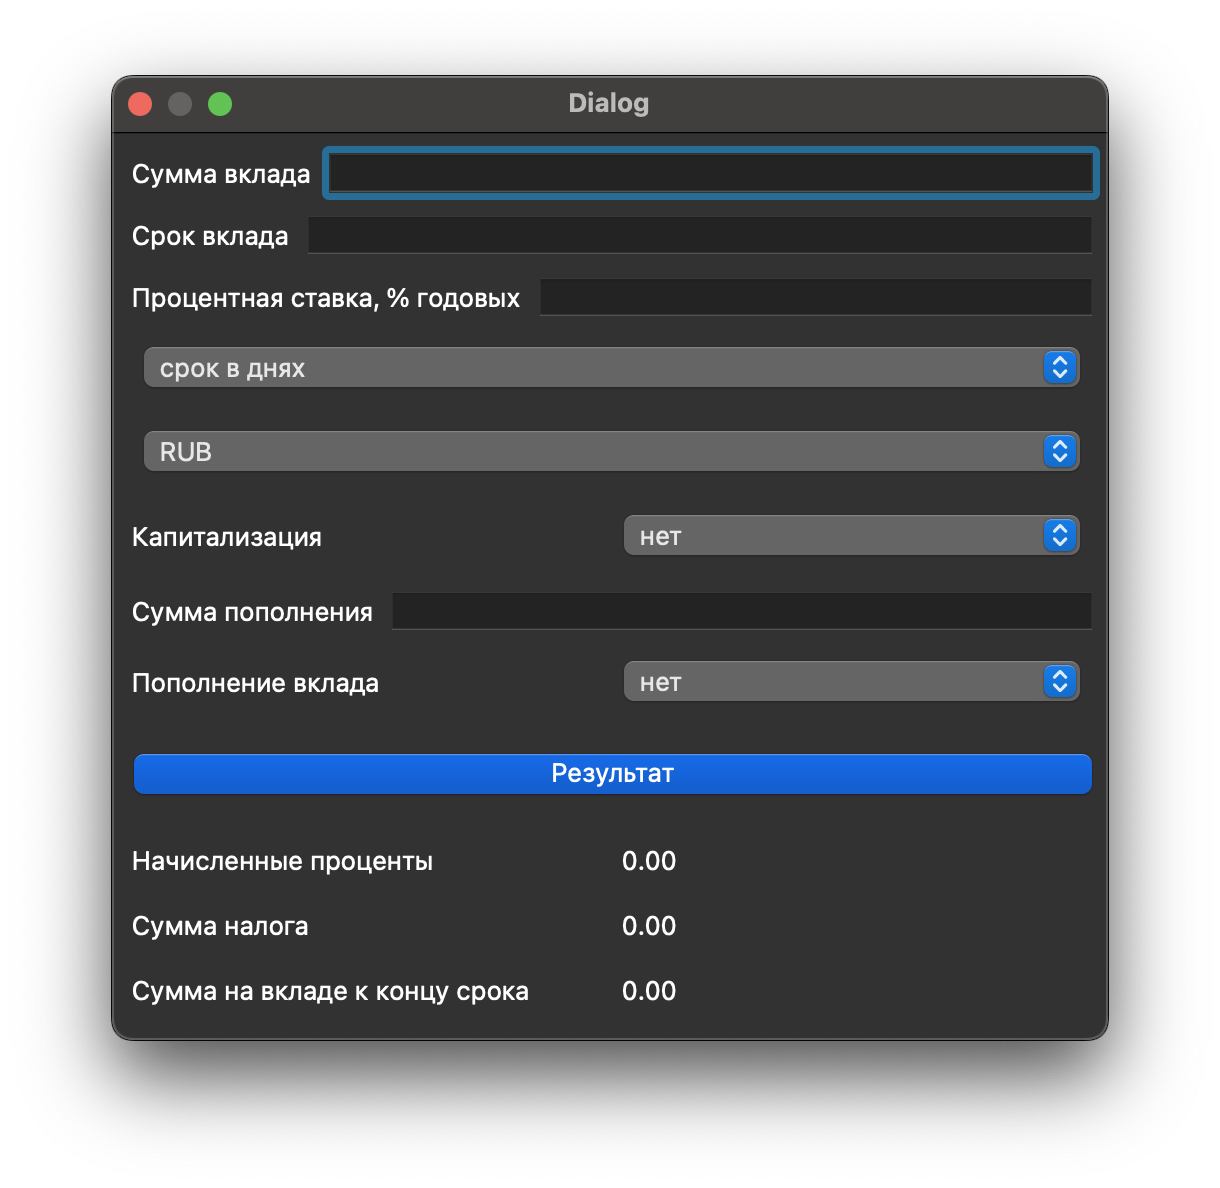 Dialog
Сумма вклада
Срок вклада
Процентная ставка, % годовых
срок в днях
RUB
Капитализация нет
Сумма пополнения
Пополнение вклада нет
Результат
Начисленные проценты 0.00
Сумма налога 0.00
Сумма на вкладе к концу срока 0.00